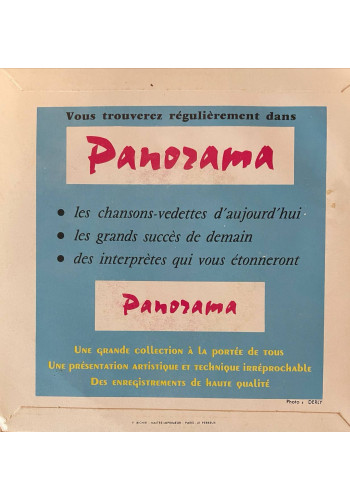 Vous trouverez régulièrement dans
Panorama
• les chansons-vedettes d'aujourd'hui
• les grands succès de demain
• des interprètes qui vous étonneront
Panorama
Une grande collection à la portée de tous
Une présentation artistique et technique irréprochable
Des enregistrements de haute qualité
Photo : DERLY